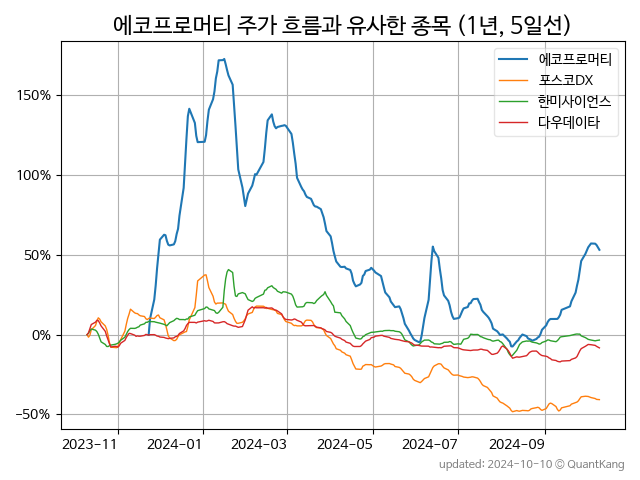 에코프로머티 주가 흐름과 유사한 종목 (1년, 5일선)
에코프로머티
포스코DX
한미사이언스
다우데이타
150%
100%
50%
0%
−50%
2023-11 2024-01 2024-03 2024-05 2024-07 2024-09
updated: 2024-10-10 © QuantKang